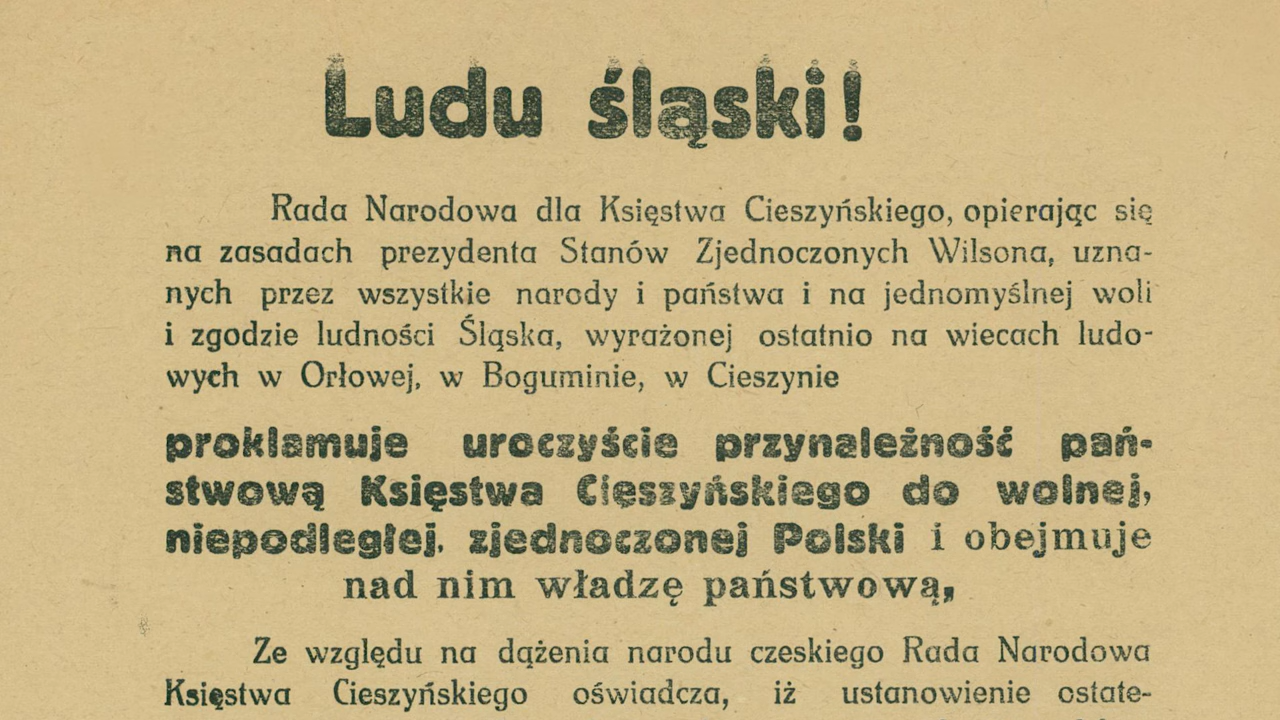 Ludu śląski!
Rada Narodowa dla Księstwa Cieszyńskiego, opierając się
na zasadach prezydenta Stanów Zjednoczonych Wilsona, uzna-
nych przez wszystkie narody i państwa i na jednomyślnej woli
i zgodzie ludności Śląska, wyrażonej ostatnio na wiecach ludo-
wych w Orłowej, w Boguminie, w Cieszynie
proklamuje uroczyście przynależność pań-
stwową Księstwa Cieszyńskiego do wolnej,
niepodległej, zjednoczonej Polski i obejmuje
nad nim władzę państwową,
Ze względu na dążenia narodu czeskiego Rada Narodowa
Księstwa Cieszyńskiego oświadcza, iż ustanowienie ostate-